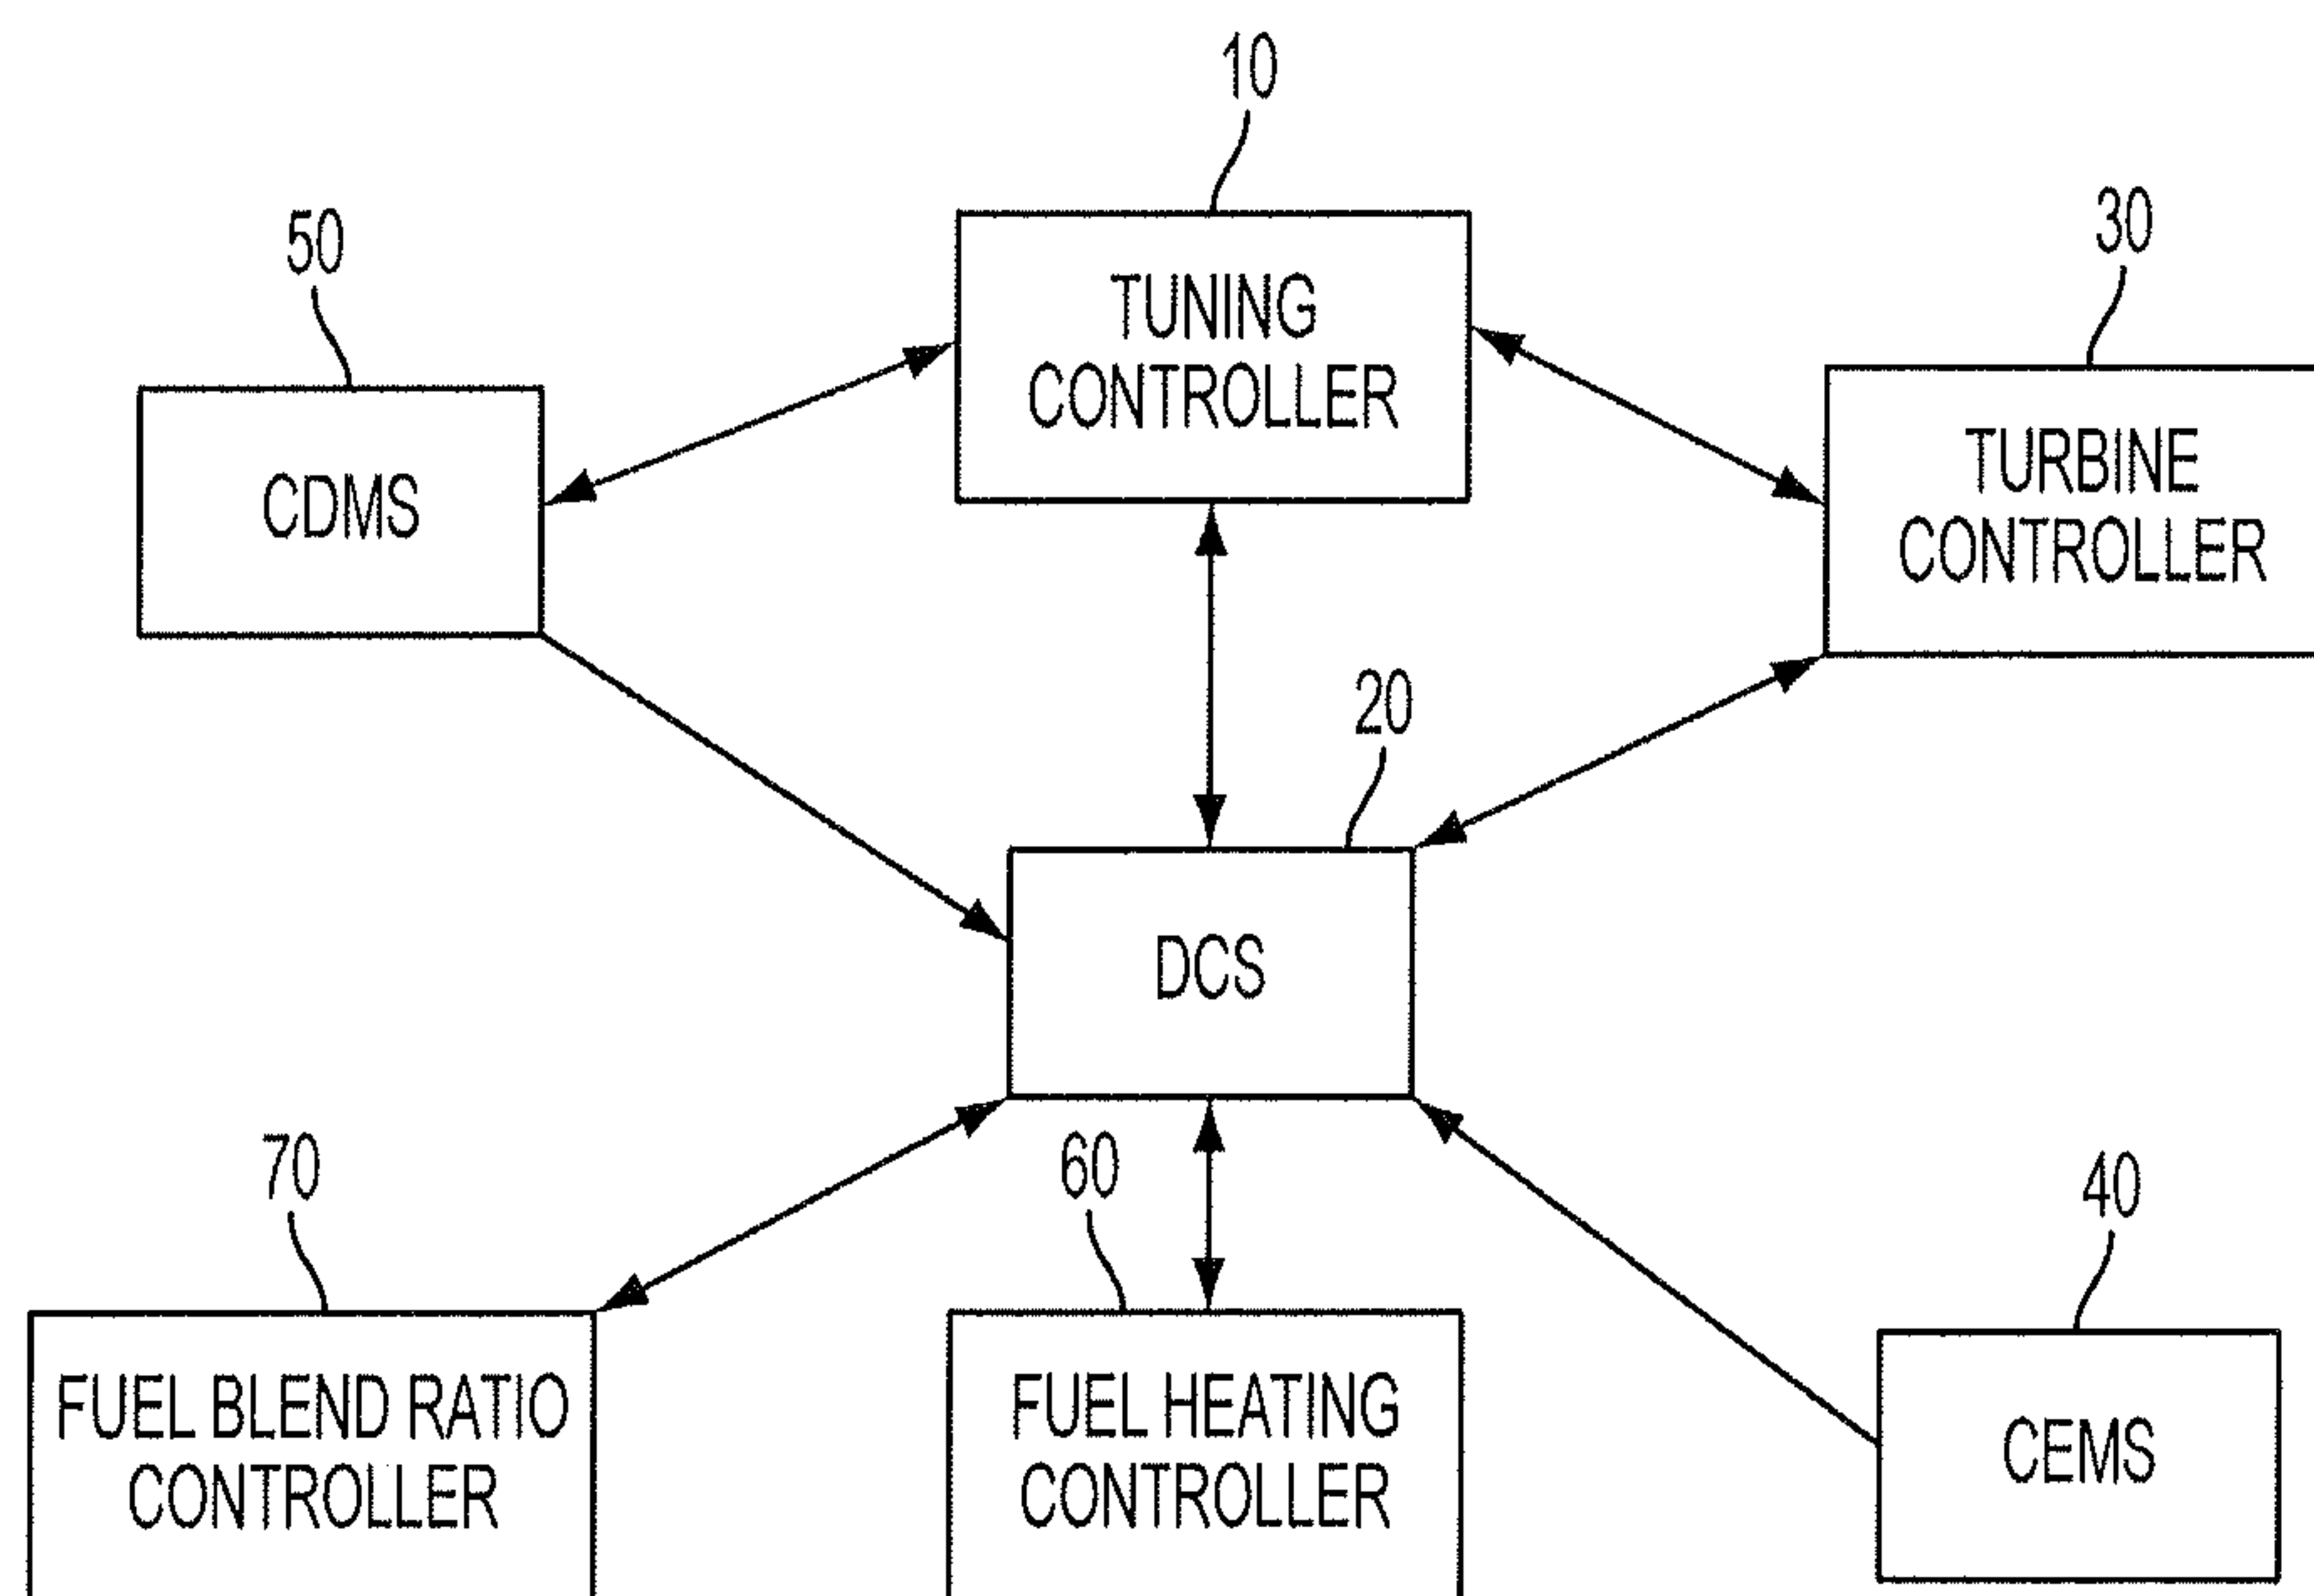 10
50
30
TUNING
CONTROLLER
TURBINE
CONTROLLER
CDMS
20
DCS
70
60
40
FUEL BLEND RATIO
CONTROLLER
FUEL HEATING
CONTROLLER
CEMS